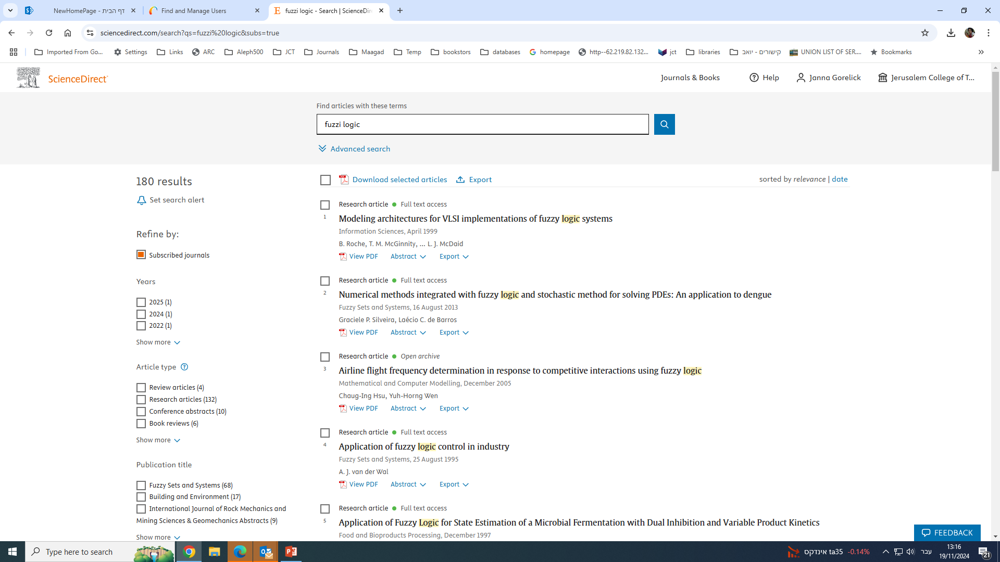 NewHomePage - דף הבית
Find and Manage Users
fuzzi logic - Search | ScienceDire
sciencedirect.com/search?qs=fuzzi%20logic&subs=true
Imported From Go...
Settings
Links
ARC
Aleph500
JCT
Journals
Maagad
Temp
bookstors
databases
homepage
http--62.219.82.132...
jct
libraries
קישורים - יואב
UNION LIST OF SER....
Bookmarks
ScienceDirect
Journals & Books
Help
Janna Gorelick
Jerusalem College of T...
Find articles with these terms
fuzzi logic
Advanced search
180 results
Set search alert
Refine by:
Subscribed journals
Years
2025 (1)
2024 (1)
2022 (1)
Show more
Article type
Review articles (4)
Research articles (132)
Conference abstracts (10)
Book reviews (6)
Show more
Publication title
Fuzzy Sets and Systems (68)
Building and Environment (17)
International Journal of Rock Mechanics and
Mining Sciences & Geomechanics Abstracts (9)
Show more
Download selected articles
Export
sorted by relevance | date
Research article Full text access
1
Modeling architectures for VLSI implementations of fuzzy logic systems
Information Sciences, April 1999
B. Roche, T. M. McGinnity, ... L. J. McDaid
View PDF Abstract Export
Research article Full text access
2
Numerical methods integrated with fuzzy logic and stochastic method for solving PDEs: An application to dengue
Fuzzy Sets and Systems, 16 August 2013
Graciele P. Silveira, Laécio C. de Barros
View PDF Abstract Export
Research article Open archive
3
Airline flight frequency determination in response to competitive interactions using fuzzy logic
Mathematical and Computer Modelling, December 2005
Chaug-Ing Hsu, Yuh-Horng Wen
View PDF Abstract Export
Research article Full text access
4
Application of fuzzy logic control in industry
Fuzzy Sets and Systems, 25 August 1995
A. J. van der Wal
View PDF Abstract Export
Research article Full text access
5
Application of Fuzzy Logic for State Estimation of a Microbial Fermentation with Dual Inhibition and Variable Product Kinetics
Food and Bioproducts Processing, December 1997
FEEDBACK
Type here to search
אינדקס ta35 -0.14%
עבר
13:16
19/11/2024
21